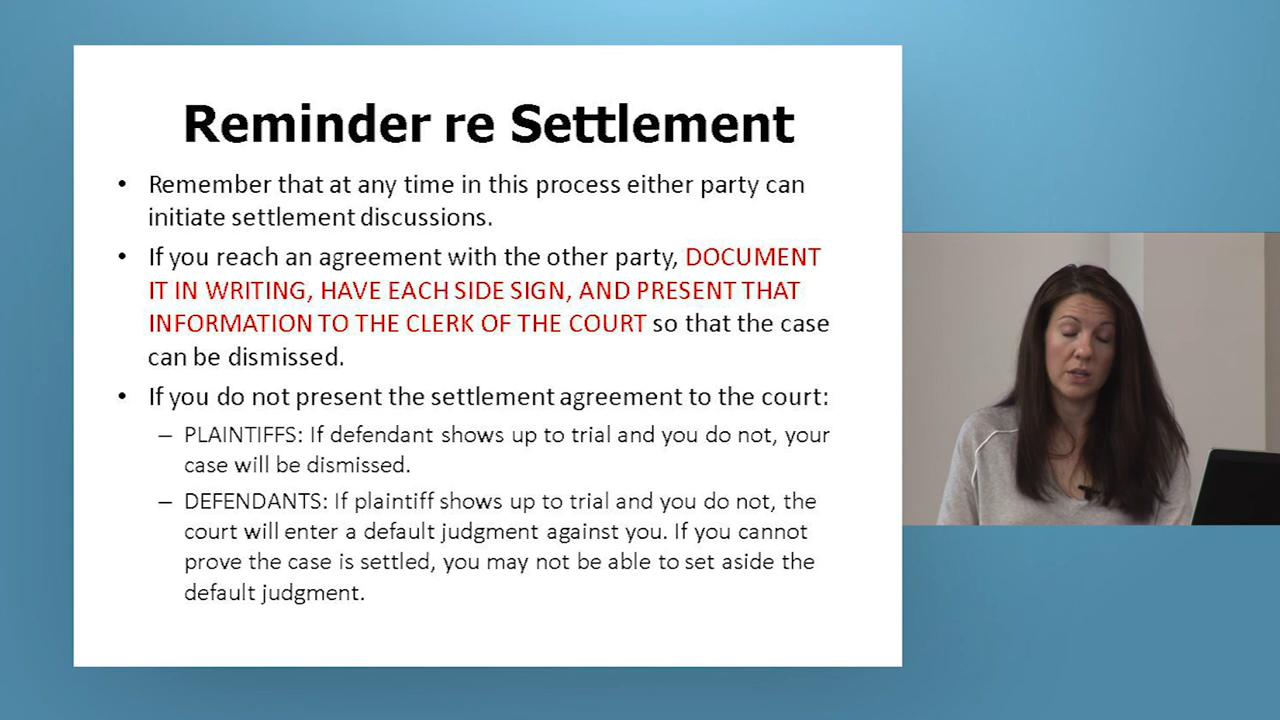 Reminder re Settlement
• Remember that at any time in this process either party can
initiate settlement discussions.
• If you reach an agreement with the other party, DOCUMENT
IT IN WRITING, HAVE EACH SIDE SIGN, AND PRESENT THAT
INFORMATION TO THE CLERK OF THE COURT so that the case
can be dismissed.
• If you do not present the settlement agreement to the court:
– PLAINTIFFS: If defendant shows up to trial and you do not, your
case will be dismissed.
– DEFENDANTS: If plaintiff shows up to trial and you do not, the
court will enter a default judgment against you. If you cannot
prove the case is settled, you may not be able to set aside the
default judgment.